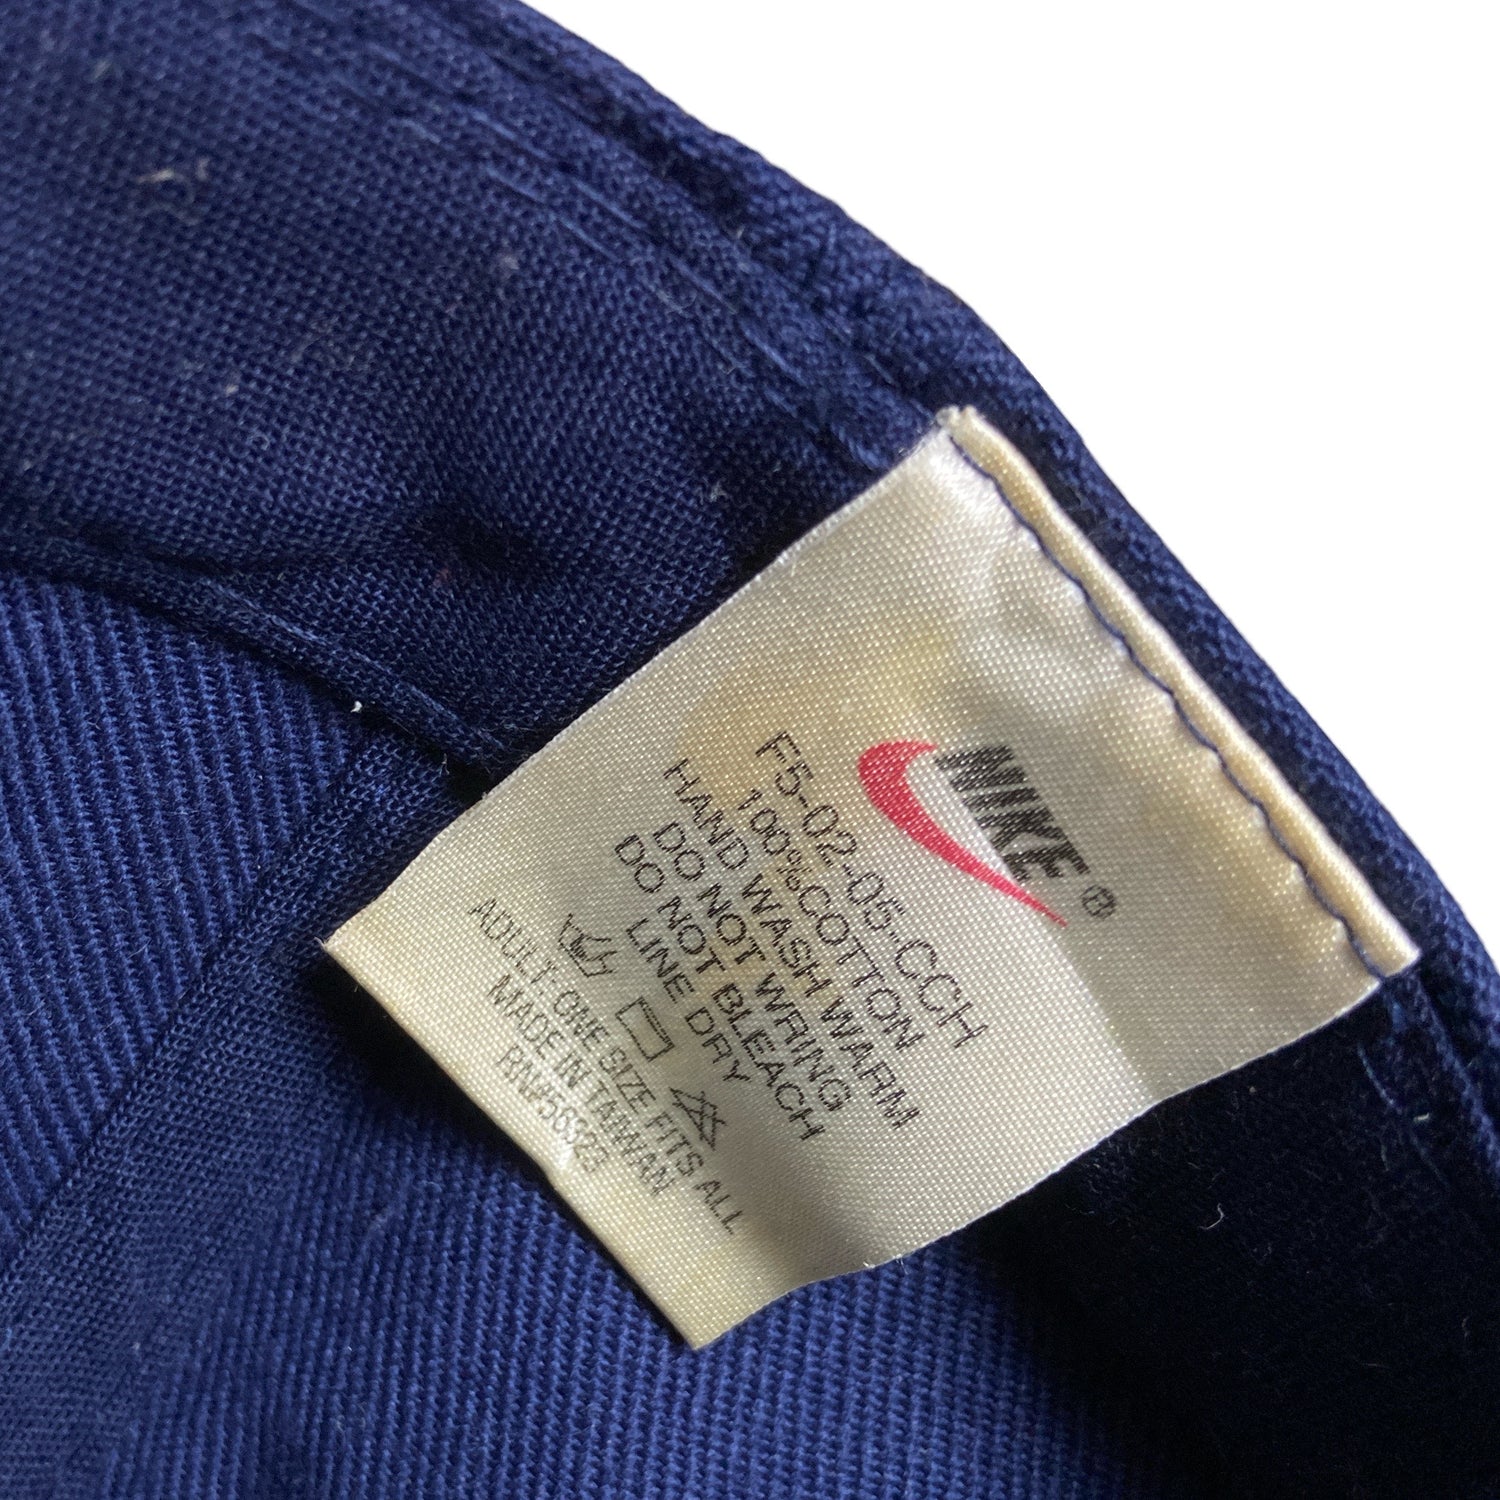 NIKE ®
F5-02-05-CCH
100%COTTON
HAND WASH WARM
DO NOT WRING
DO NOT BLEACH
LINE DRY
ADULT: ONE SIZE FITS ALL
MADE IN TAIWAN
RN#56323